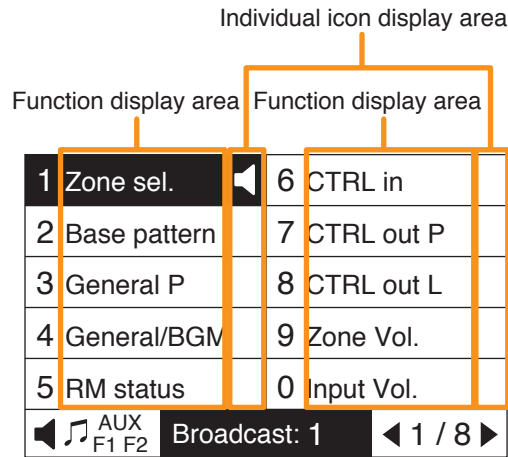 Individual icon display area
Function display area Function display area
1 Zone sel. 6 CTRL in
2 Base pattern 7 CTRL out P
3 General P 8 CTRL out L
4 General/BGM 9 Zone Vol.
5 RM status 0 Input Vol.
AUX
F1 F2 Broadcast: 1 1 / 8